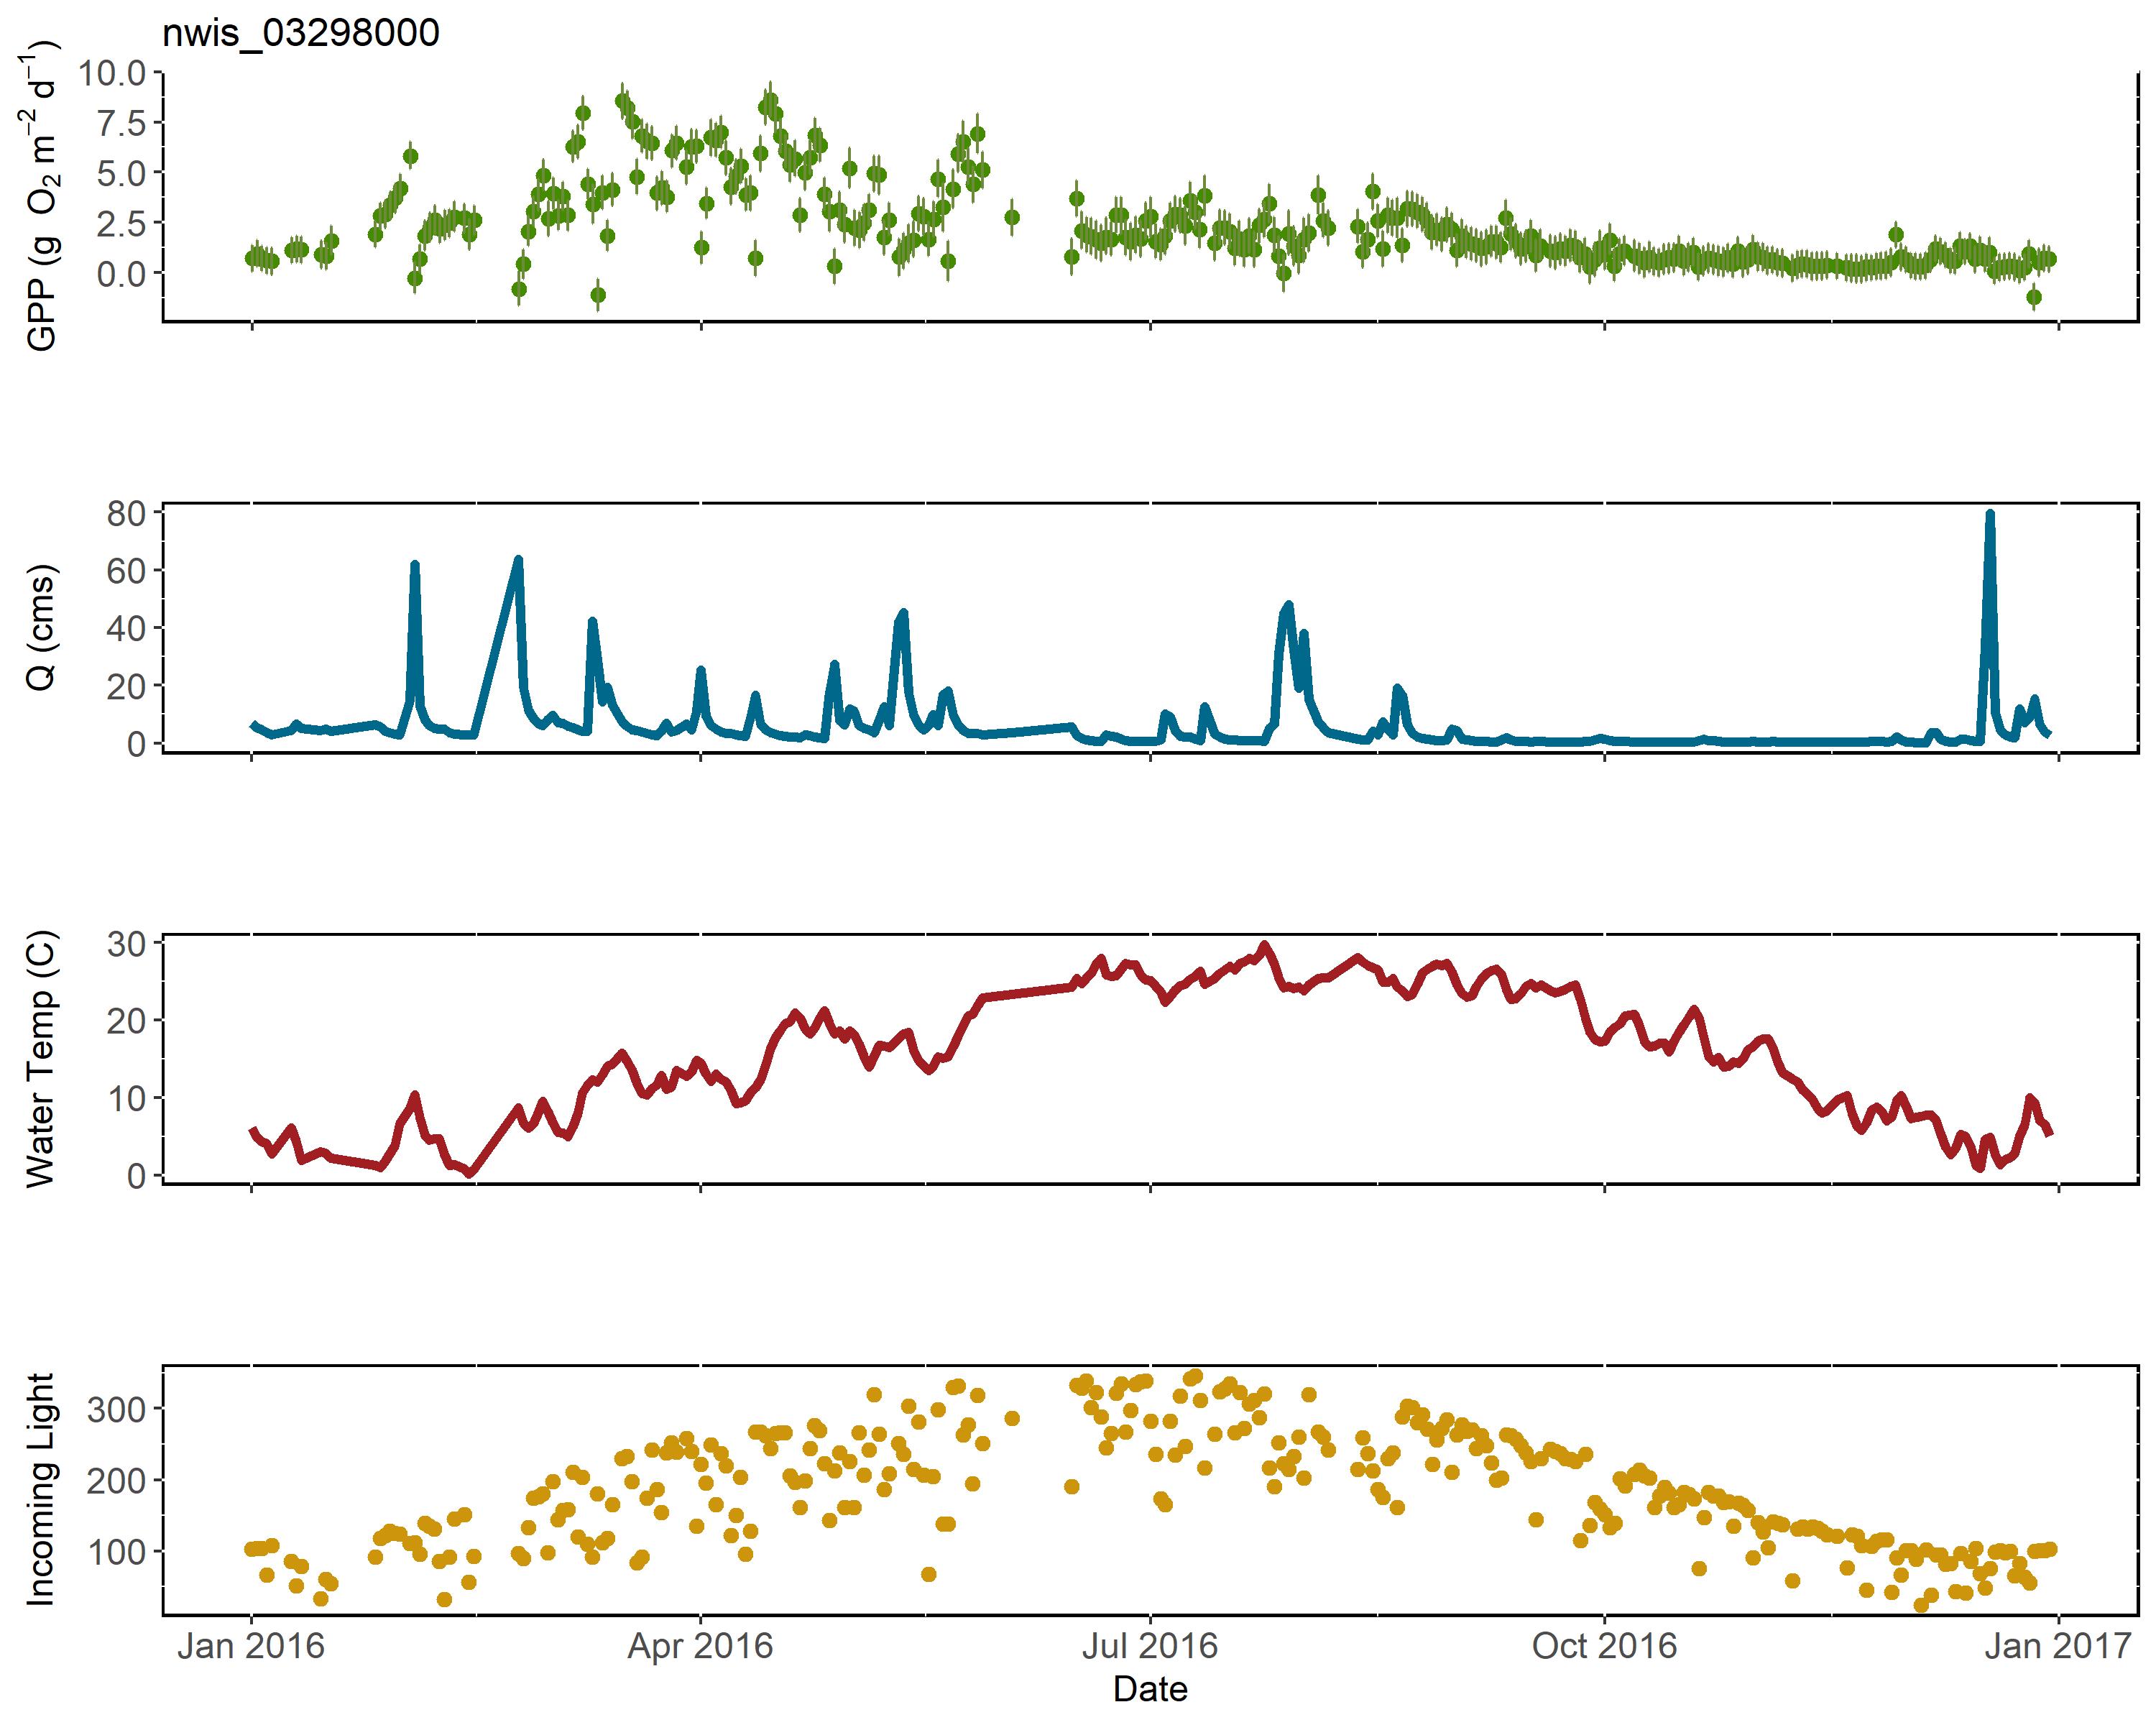 nwis_03298000
GPP (g O₂ m⁻² d⁻¹)
10.0
7.5
5.0
2.5
0.0
Q (cms)
80
60
40
20
0
Water Temp (C)
30
20
10
0
Incoming Light
300
200
100
Jan 2016 Apr 2016 Jul 2016 Oct 2016 Jan 2017
Date